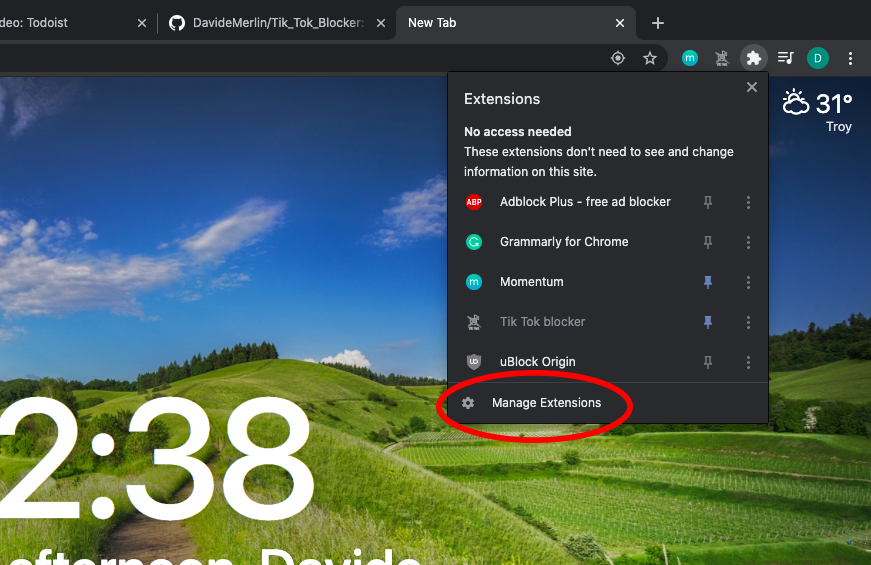 deo: Todoist
DavideMerlin/Tik_Tok_Blocker:
New Tab
m
D
Extensions
31°
Troy
No access needed
These extensions don't need to see and change
information on this site.
ABP Adblock Plus - free ad blocker
Grammarly for Chrome
m Momentum
Tik Tok blocker
uBlock Origin
Manage Extensions
2:38
afternoon, Davide